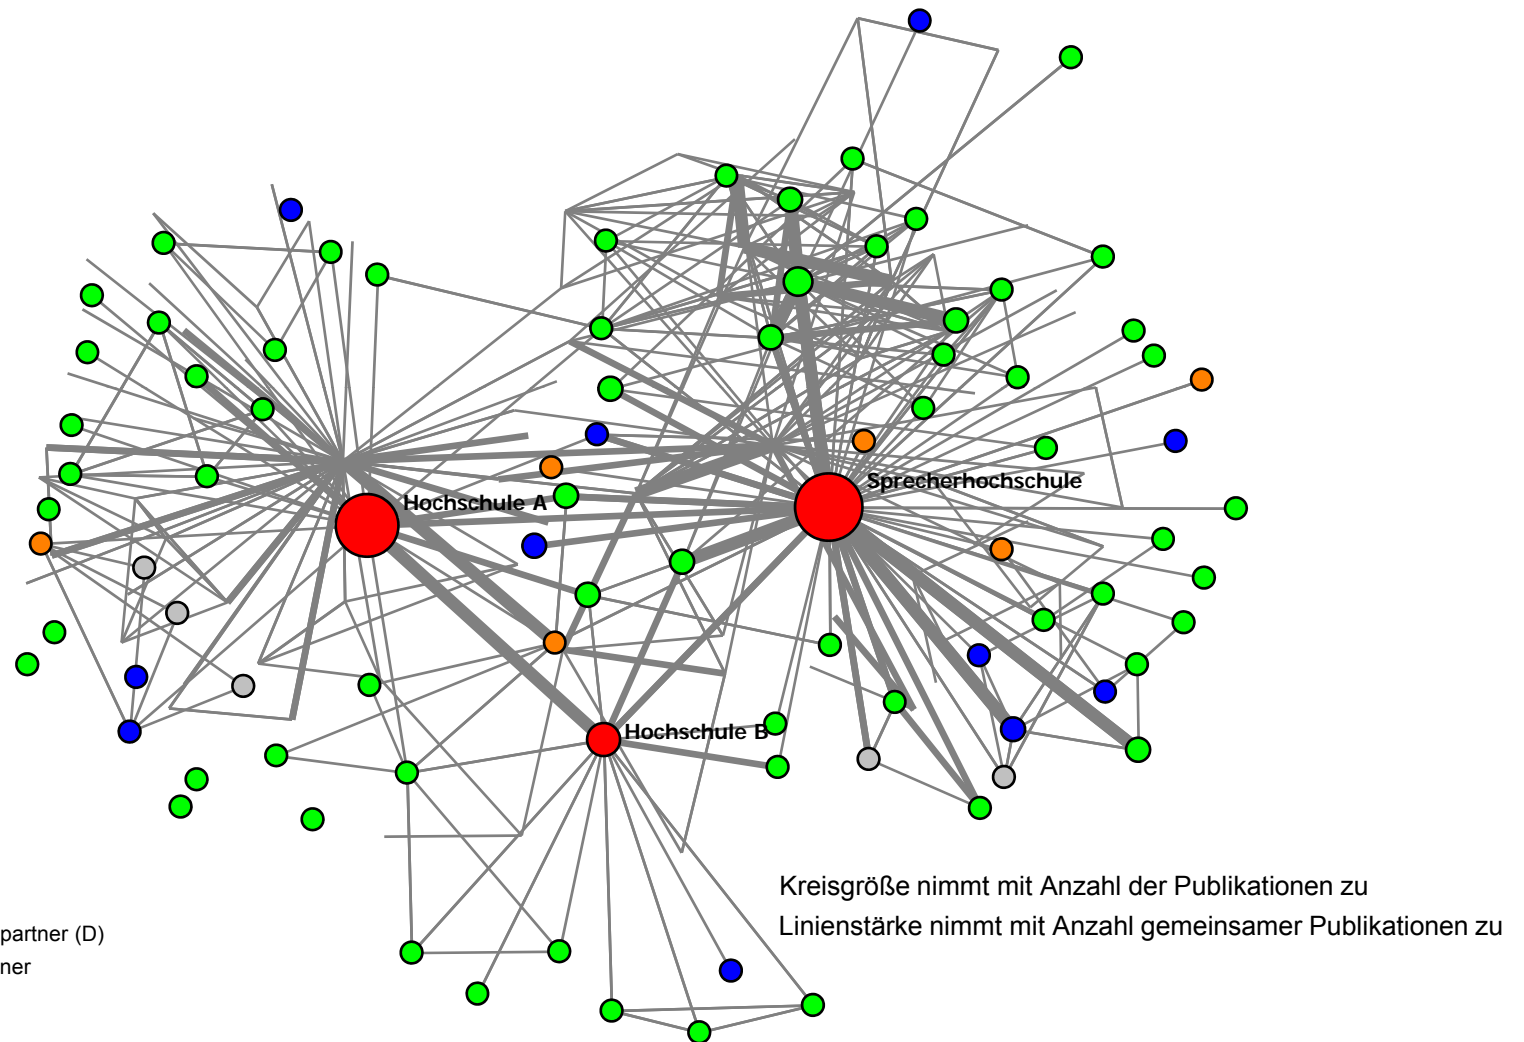 Sprecherhochschule
Hochschule A
Hochschule B
Kreisgröße nimmt mit Anzahl der Publikationen zu
Linienstärke nimmt mit Anzahl gemeinsamer Publikationen zu
partner (D)
ner